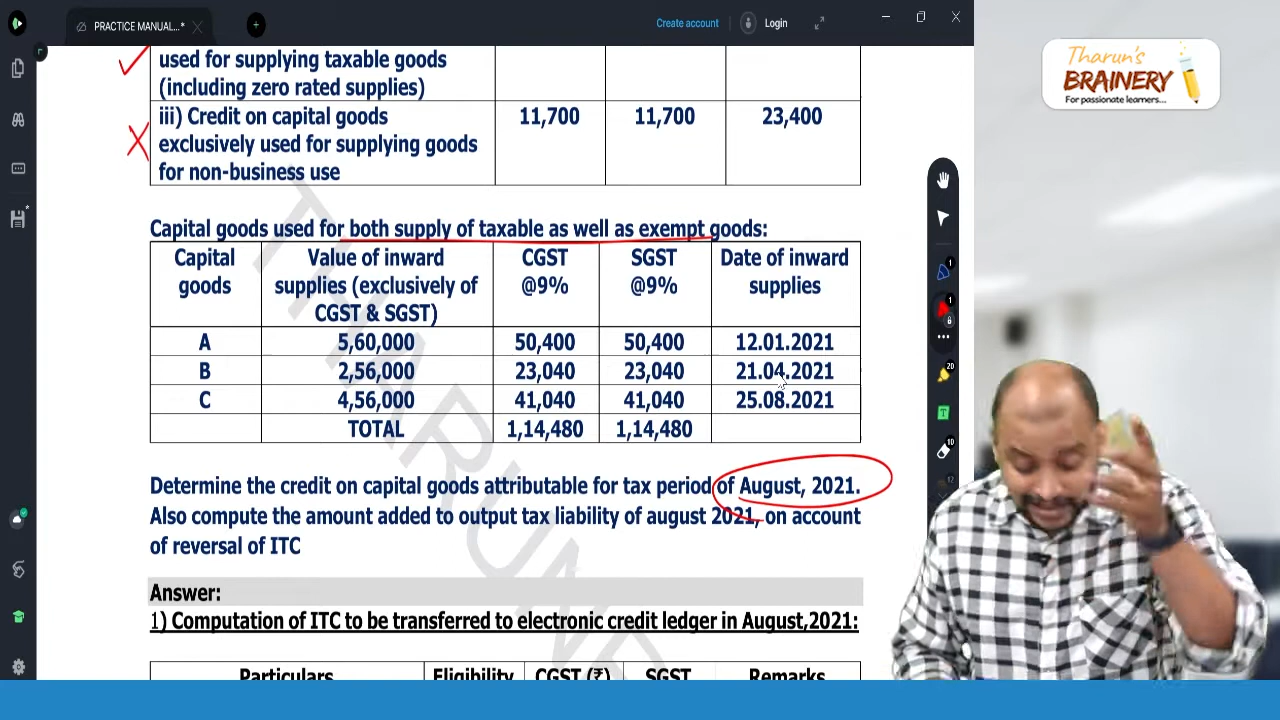 PRACTICE MANUAL...*
Create account
Login
Tharun's
BRAINERY
For passionate learners...
used for supplying taxable goods
(including zero rated supplies)
iii) Credit on capital goods 11,700 11,700 23,400
exclusively used for supplying goods
for non-business use
Capital goods used for both supply of taxable as well as exempt goods:
Capital Value of inward CGST SGST Date of inward
goods supplies (exclusively of @9% @9% supplies
CGST & SGST)
A 5,60,000 50,400 50,400 12.01.2021
B 2,56,000 23,040 23,040 21.04.2021
C 4,56,000 41,040 41,040 25.08.2021
TOTAL 1,14,480 1,14,480
Determine the credit on capital goods attributable for tax period of August, 2021.
Also compute the amount added to output tax liability of august 2021, on account
of reversal of ITC
Answer:
1) Computation of ITC to be transferred to electronic credit ledger in August,2021:
Particulars Eligibility CGST (₹) SGST Remarks